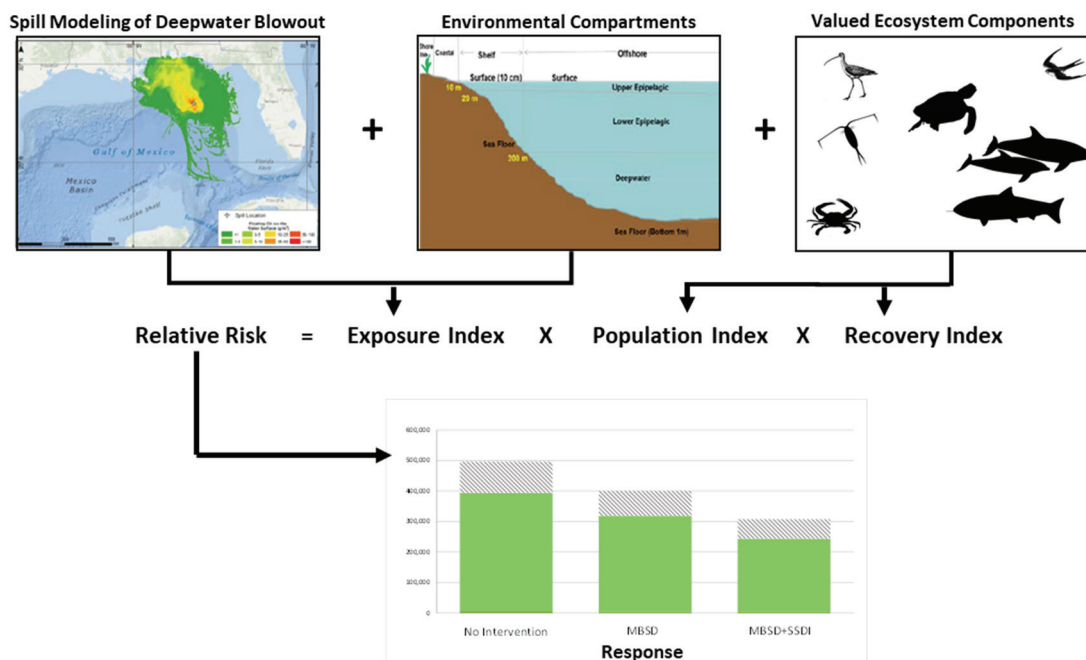 Spill Modeling of Deepwater Blowout
Environmental Compartments
Valued Ecosystem Components
Gulf of Mexico
Mexico
Basin
Spill Location
+
Shore
Coastal
Shelf
Offshore
Surface (10 cm)
Surface
10 m
20 m
Upper Epipelagic
Lower Epipelagic
Sea Floor
200 m
Deepwater
Sea Floor (Bottom 1m)
+
Relative Risk = Exposure Index X Population Index X Recovery Index
600,000
500,000
400,000
300,000
200,000
100,000
0
No Intervention
MBSD
MBSD+SSDI
Response